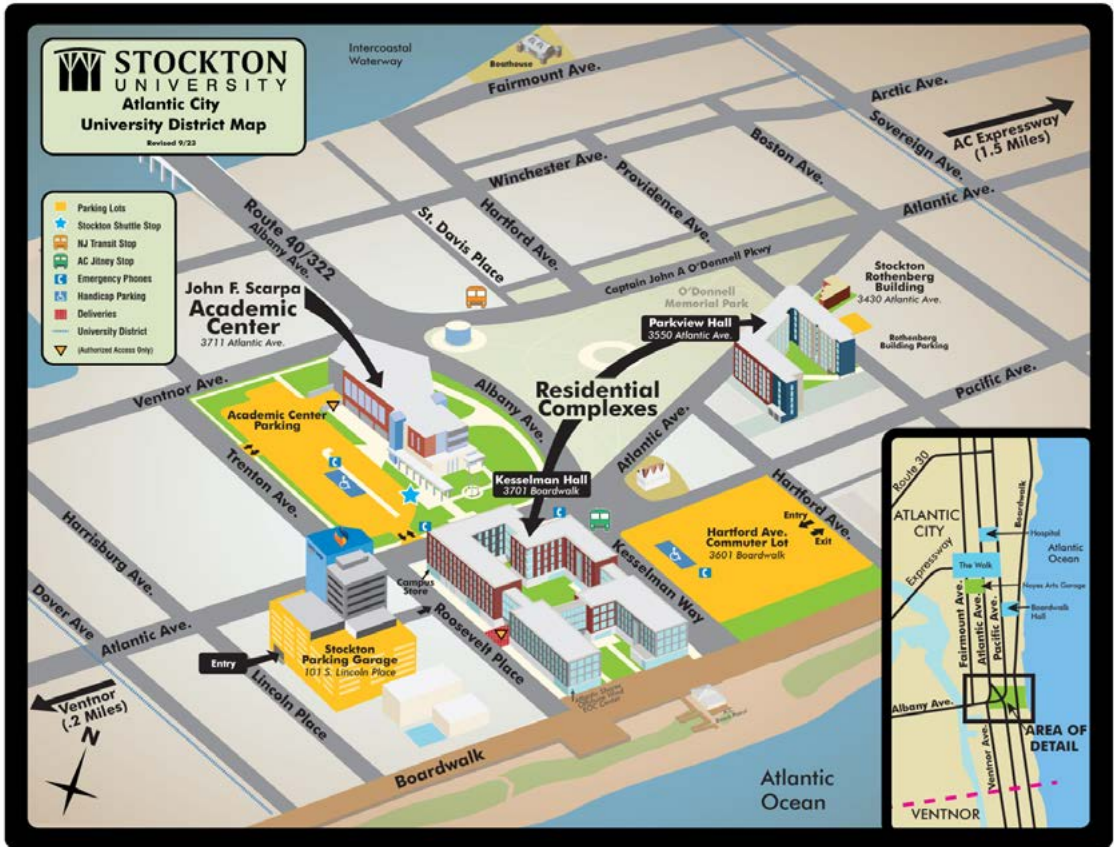 STOCKTON
UNIVERSITY
Atlantic City
University District Map
Revised 9/23
Parking Lots
Stockton Shuttle Stop
NJ Transit Stop
AC Jitney Stop
Emergency Phones
Handicap Parking
Deliveries
University District
(Authorized Access Only)
Intercoastal
Waterway
Boathouse
Fairmount Ave.
Arctic Ave.
Sovereign Ave.
AC Expressway
(1.5 Miles)
Boston Ave.
Winchester Ave.
Providence Ave.
Atlantic Ave.
Hartford Ave.
St. Davis Place
Route 40/322
Albany Ave.
Captain John A O'Donnell Pkwy
John F. Scarpa
Academic
Center
3711 Atlantic Ave.
O'Donnell
Memorial Park
Stockton
Rothenberg
Building
3430 Atlantic Ave.
Parkview Hall
3550 Atlantic Ave.
Rothenberg
Building Parking
Ventnor Ave.
Pacific Ave.
Residential
Complexes
Albany Ave.
Academic Center
Parking
Atlantic Ave.
Trenton Ave.
Kesselman Hall
3701 Boardwalk
Hartford Ave.
Entry
Exit
Hartford Ave.
Commuter Lot
3601 Boardwalk
Harrisburg Ave.
Kesselman Way
Campus
Store
Dover Ave
Atlantic Ave.
Roosevelt Place
Entry
Stockton
Parking Garage
101 S. Lincoln Place
Lincoln Place
Ventnor
(.2 Miles)
N
Atlantic Shores
Offshore Wind
EOC Center
Boardwalk
Atlantic
Ocean
Route 30
Boardwalk
ATLANTIC
CITY
Hospital
Atlantic
Ocean
Expressway
The Walk
Noyes Arts Garage
Fairmount Ave.
Atlantic Ave.
Pacific Ave.
Boardwalk
Hall
Albany Ave.
AREA OF
DETAIL
Ventnor Ave.
VENTNOR